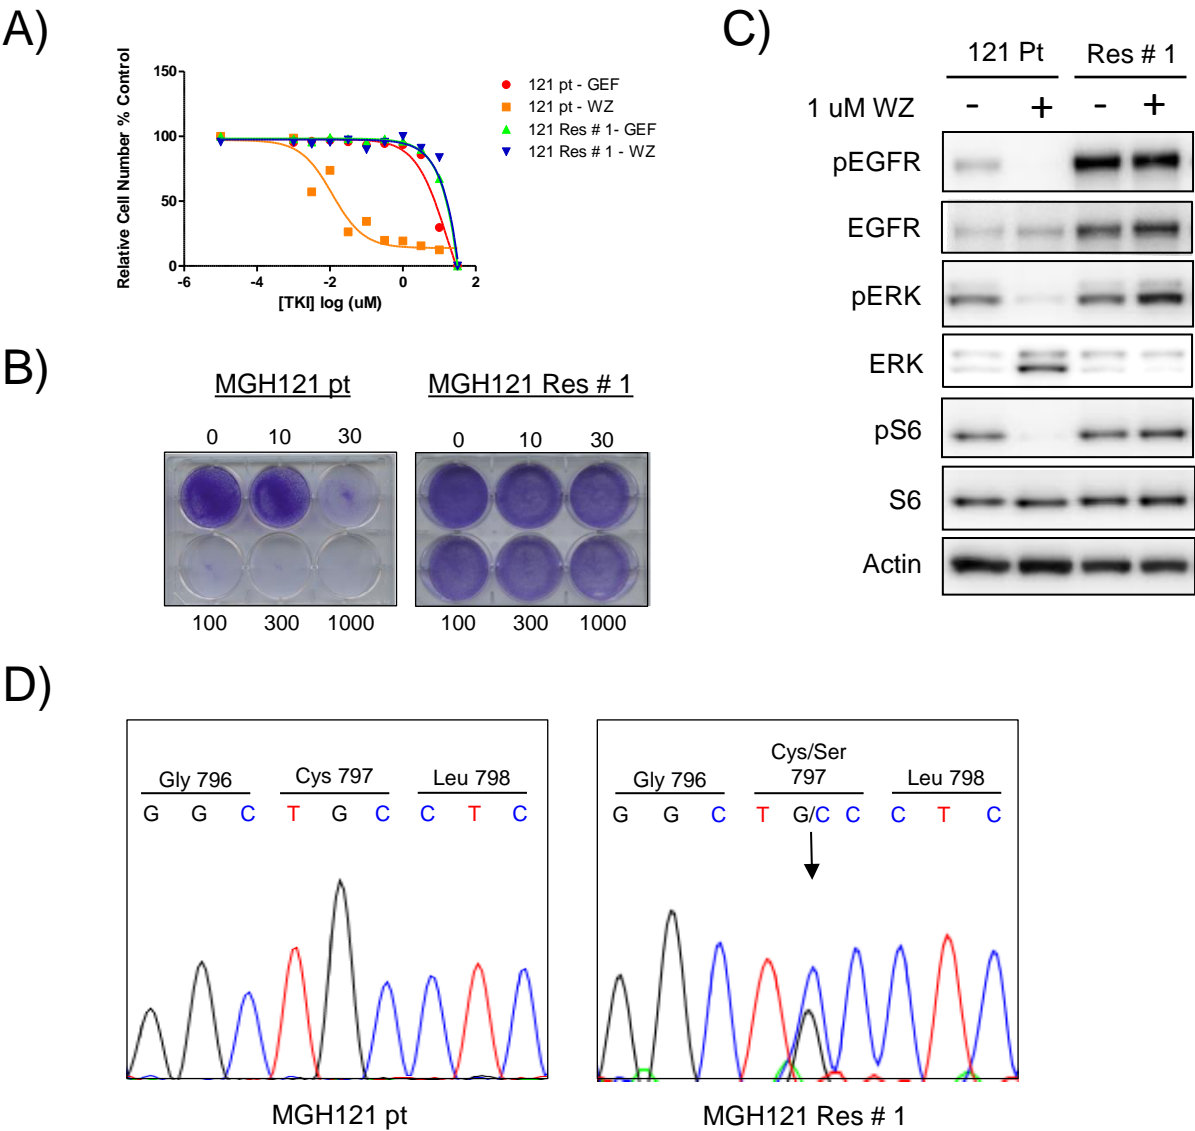 A)
150
100
50
0
-6 -4 -2 0 2
Relative Cell Number % Control
[TKI] log (uM)
121 pt - GEF
121 pt - WZ
121 Res # 1- GEF
121 Res # 1 - WZ
B)
MGH121 pt
0 10 30
100 300 1000
MGH121 Res # 1
0 10 30
100 300 1000
C)
121 Pt Res # 1
1 uM WZ - + - +
pEGFR
EGFR
pERK
ERK
pS6
S6
Actin
D)
Gly 796 Cys 797 Leu 798
G G C T G C C T C
MGH121 pt
Cys/Ser
Gly 796 797 Leu 798
G G C T G/C C C T C
MGH121 Res # 1